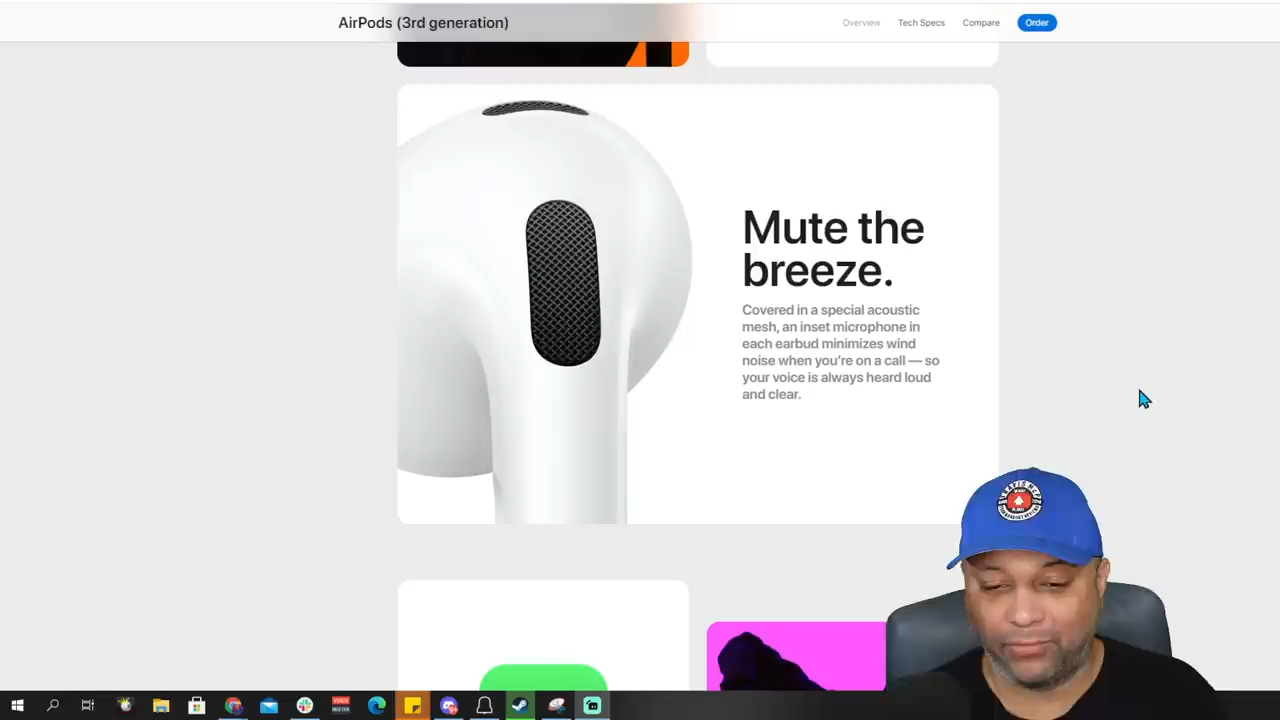 AirPods (3rd generation)
Overview
Tech Specs
Compare
Order
Mute the
breeze.
Covered in a special acoustic
mesh, an inset microphone in
each earbud minimizes wind
noise when you're on a call — so
your voice is always heard loud
and clear.